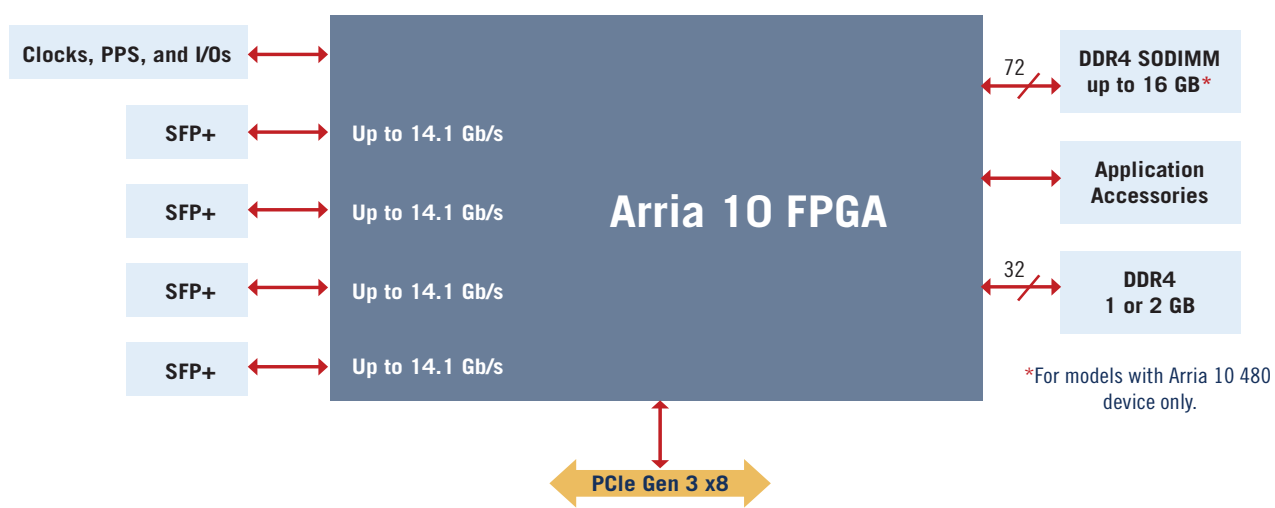 Clocks, PPS, and I/Os
SFP+
SFP+
SFP+
SFP+
Up to 14.1 Gb/s
Up to 14.1 Gb/s
Up to 14.1 Gb/s
Up to 14.1 Gb/s
Arria 10 FPGA
72
DDR4 SODIMM
up to 16 GB*
Application
Accessories
32
DDR4
1 or 2 GB
*For models with Arria 10 480
device only.
PCIe Gen 3 x8